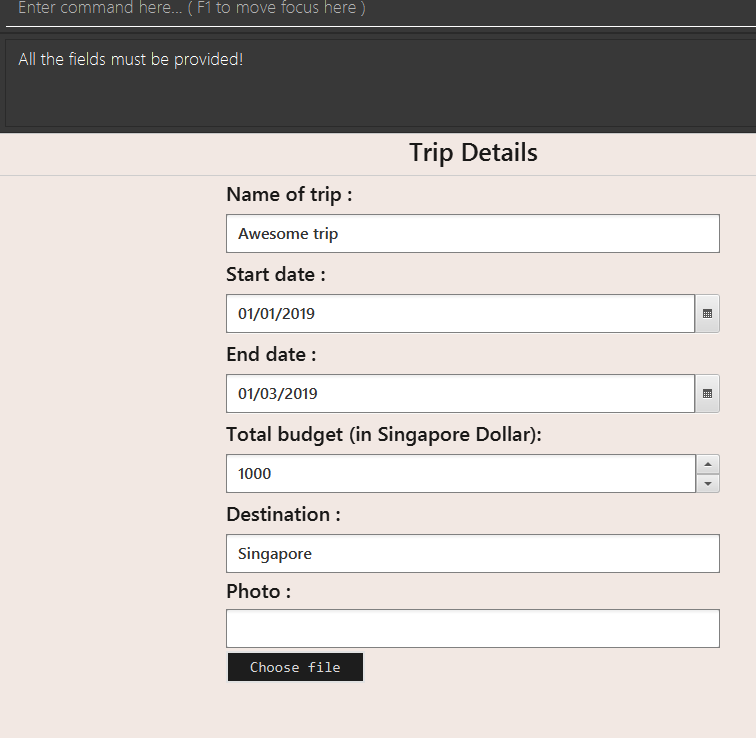 Enter command here... ( F1 to move focus here )
All the fields must be provided!
Trip Details
Name of trip :
Awesome trip
Start date :
01/01/2019
End date :
01/03/2019
Total budget (in Singapore Dollar):
1000
Destination :
Singapore
Photo :
Choose file